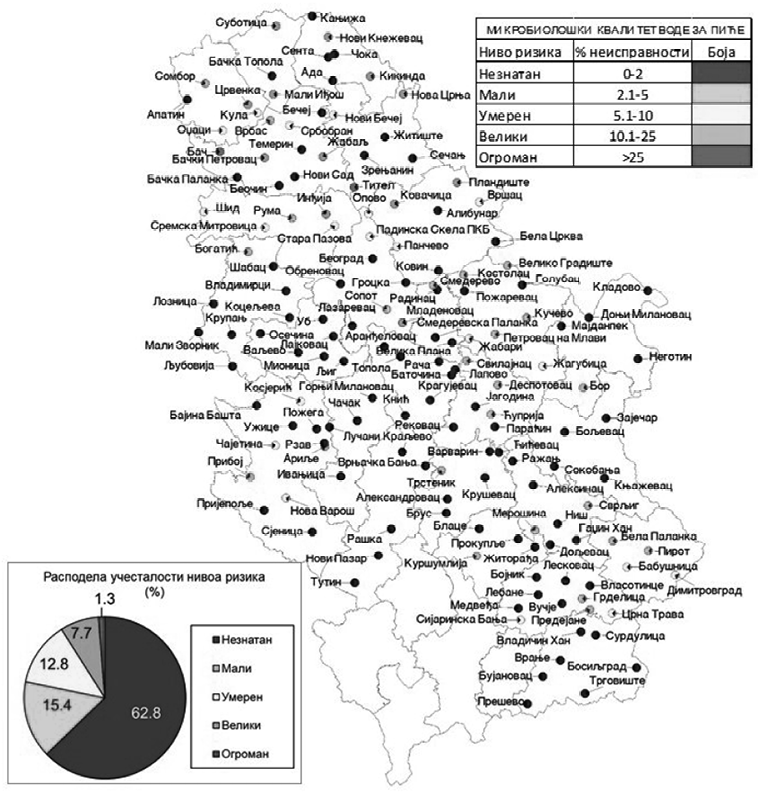 МИКРОБИОЛОШКИ КВАЛИТЕТ ВОДЕ ЗА ПИЋЕ
Ниво ризика % неисправности Боја
Незнатан 0-2
Мали 2.1-5
Умерен 5.1-10
Велики 10.1-25
Огроман >25
Суботица
Кањижа
Нови Кнежевац
Сента
Чока
Бачка Топола
Ада
Кикинда
Сомбор
Црвенка
Мали Иђош
Нова Црња
Апатин
Кула
Бечеј
Нови Бечеј
Оџаци
Врбас
Србобран
Житиште
Бач
Темерин
Жабаљ
Бачки Петровац
Зрењанин
Сечањ
Бачка Паланка
Нови Сад
Беочин
Тител
Пландиште
Инђија
Опово
Ковачица
Вршац
Шид
Рума
Алибунар
Сремска Митровица
Стара Пазова
Падинска Скела ПКБ
Панчево
Бела Црква
Богатић
Београд
Шабац
Обреновац
Ковин
Велико Градиште
Костолац
Владимирци
Гроцка
Смедерево
Голубац
Кладово
Лозница
Коцељева
Сопот
Радинац
Пожаревац
Лазаревац
Младеновац
Кучево
Доњи Милановац
Крупањ
Уб
Смедеревска Паланка
Мајданпек
Осечина
Аранђеловац
Петровац на Млави
Мали Зворник
Лајковац
Велика Плана
Жабари
Ваљево
Неготин
Љубовија
Мионица
Љиг
Топола
Рача
Свилајнац
Жагубица
Баточина
Лапово
Косјерић
Горњи Милановац
Крагујевац
Деспотовац
Бор
Чачак
Кнић
Јагодина
Бајина Башта
Пожега
Ћуприја
Зајечар
Ужице
Рековац
Параћин
Бољевац
Лучани
Краљево
Чајетина
Рзав
Варварин
Ћићевац
Ариље
Врњачка Бања
Ражањ
Прибој
Ивањица
Сокобања
Трстеник
Књажевац
Пријепоље
Александровац
Крушевац
Алексинац
Нова Варош
Брус
Мерошина
Сврљиг
Сјеница
Блаце
Ниш
Гаџин Хан
Рашка
Прокупље
Бела Паланка
Нови Пазар
Житорађа
Дољевац
Пирот
Куршумлија
Лесковац
Бабушница
Тутин
Бојник
Власотинце
Димитровград
Лебане
Грделица
Медвеђа
Вучје
Сијаринска Бања
Предејане
Црна Трава
Владичин Хан
Сурдулица
Врање
Босиљград
Бујановац
Трговиште
Прешево
Расподела учесталости нивоа ризика
(%)
1.3
7.7
12.8
15.4
62.8
Незнатан
Мали
Умерен
Велики
Огроман